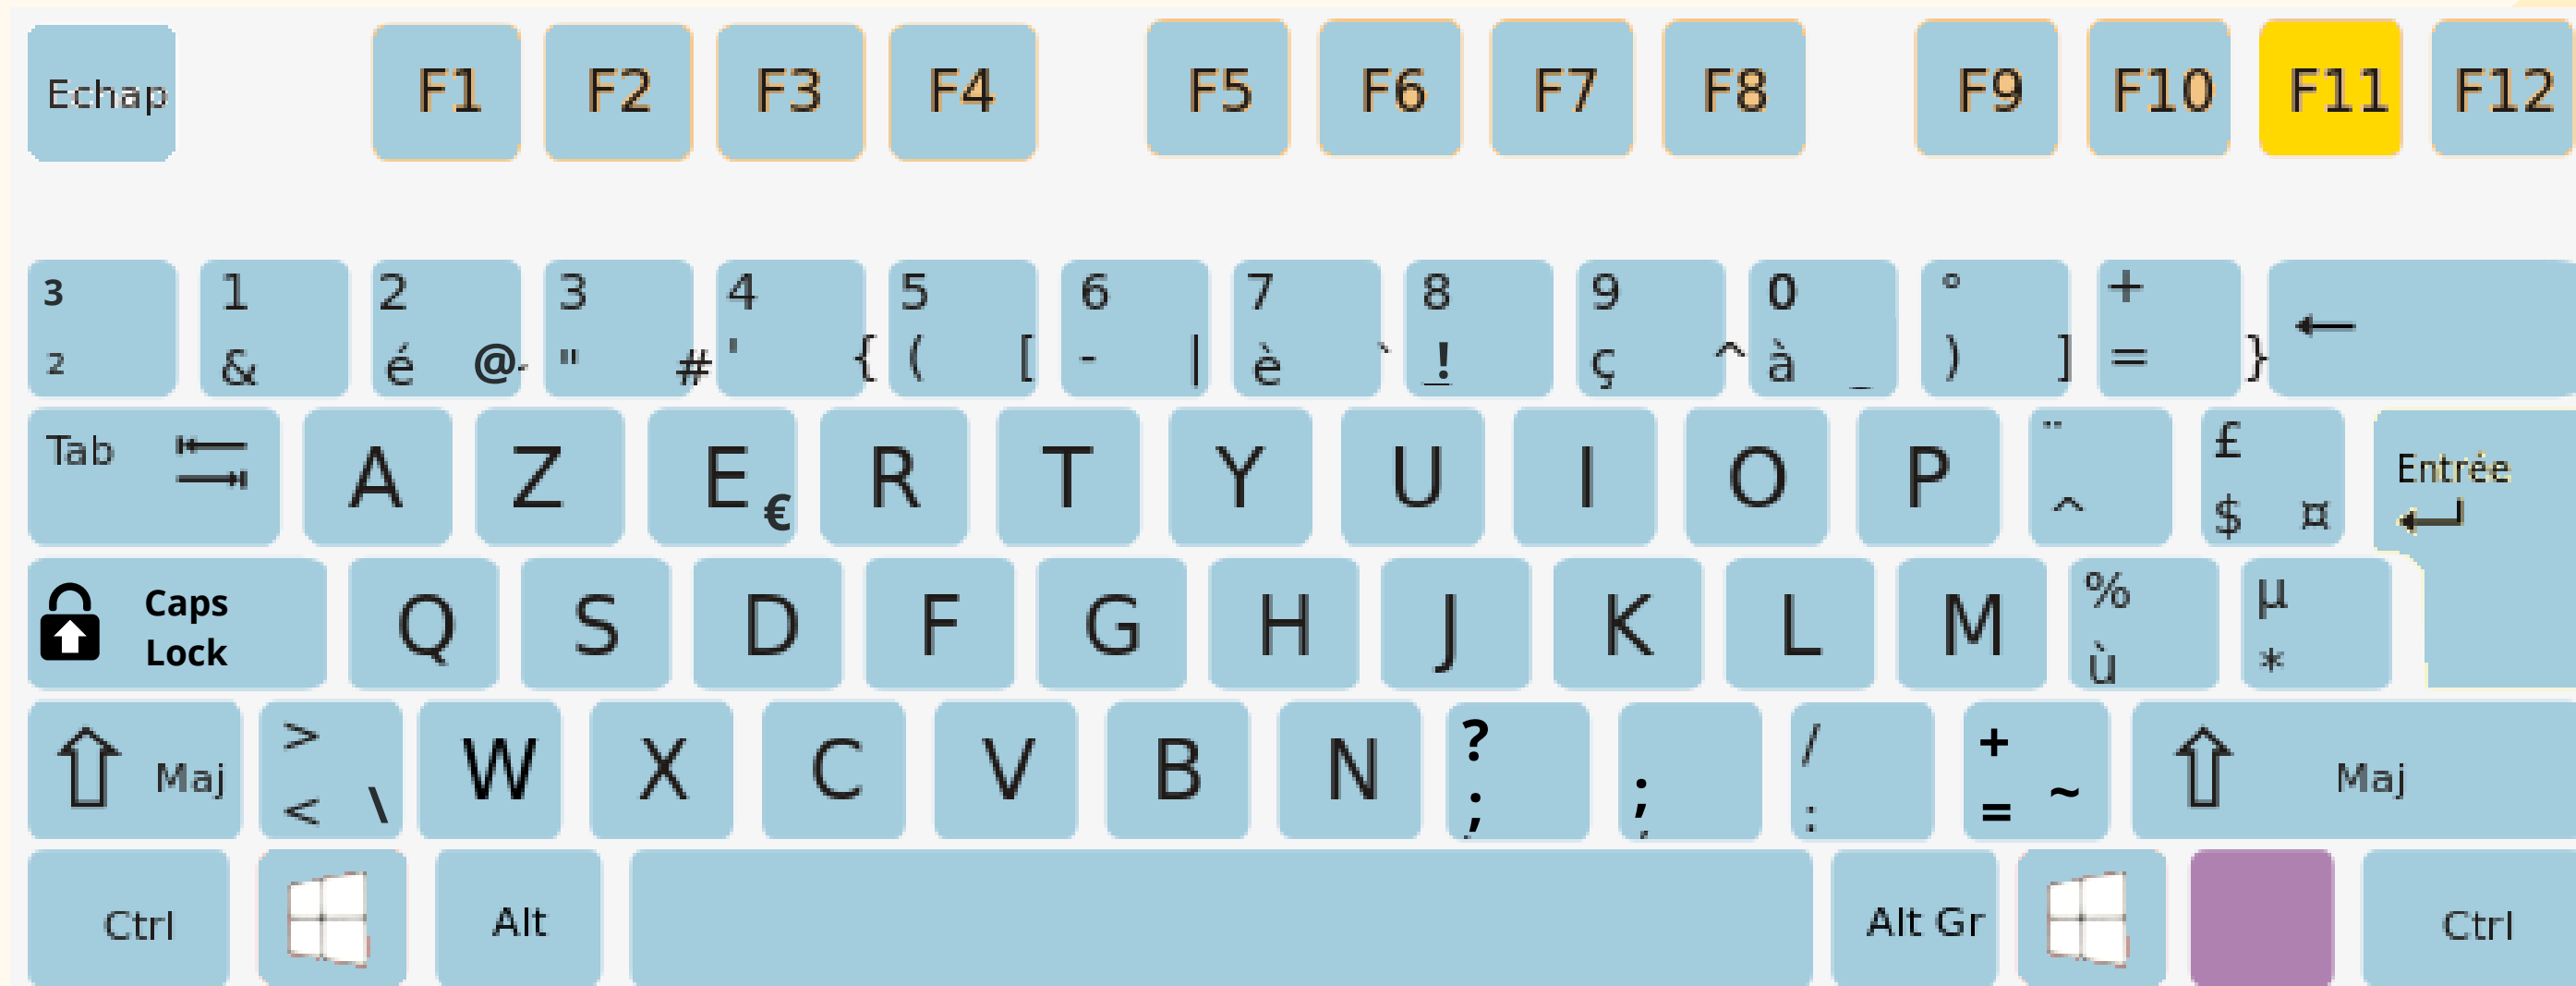 Echap F1 F2 F3 F4 F5 F6 F7 F8 F9 F10 F11 F12
3 1 2 3 4 5 6 7 8 9 0 ° +
2 & é @ " # ' { ( [ - | è ` ! _ ç ^ à _ ) ] = }
Tab A Z E € R T Y U I O P ¨ ^ £ $ ¤ Entrée
Caps Lock Q S D F G H J K L M % ù µ *
Maj > < \ W X C V B N ? ; ; / : + = ~ Maj
Ctrl Alt Alt Gr Ctrl